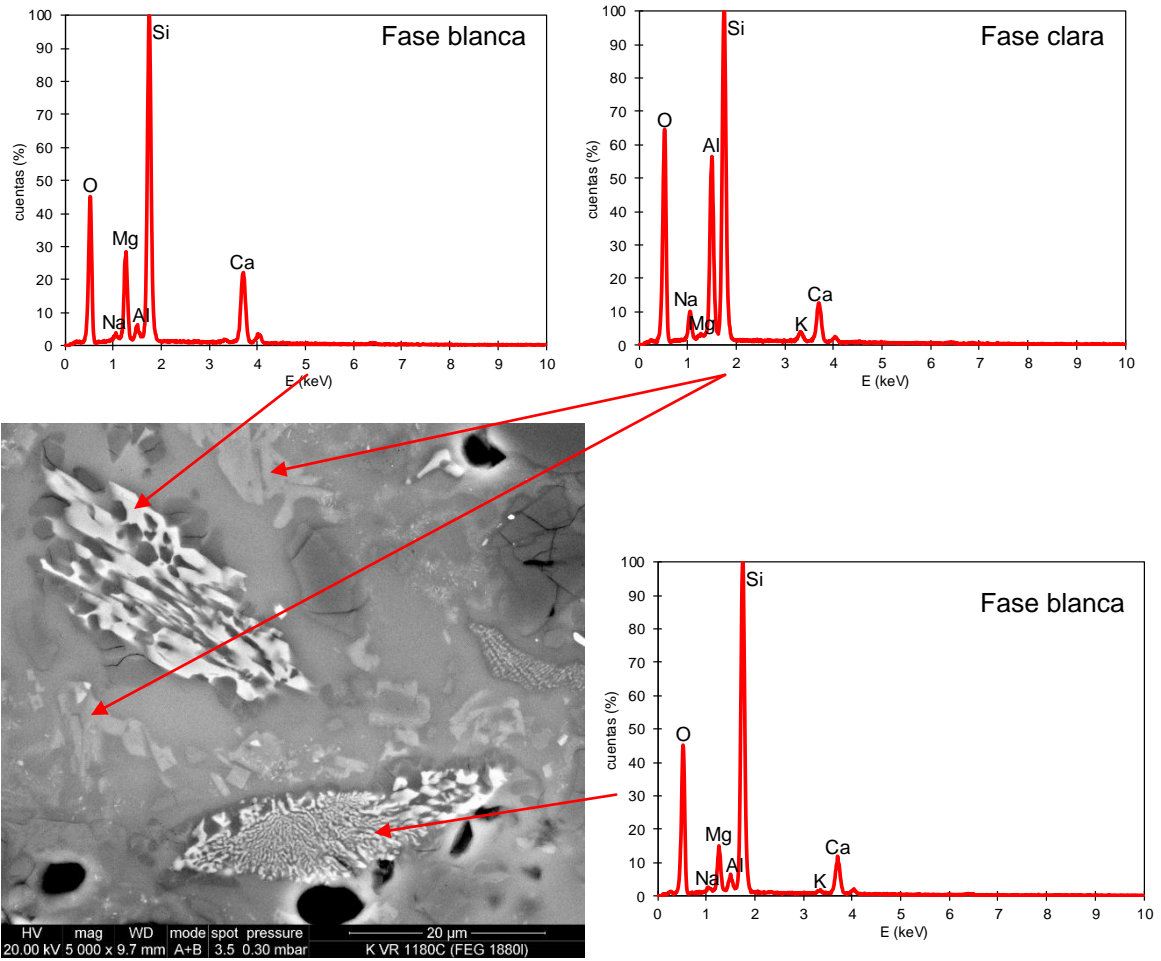 Fase blanca
cuentas (%)
100
90
80
70
60
50
40
30
20
10
0
O
Na
Mg
Al
Si
Ca
0 1 2 3 4 5 6 7 8 9 10
E (keV)
Fase clara
cuentas (%)
100
90
80
70
60
50
40
30
20
10
0
O
Na
Mg
Al
Si
K
Ca
0 1 2 3 4 5 6 7 8 9 10
E (keV)
HV mag WD mode spot pressure 20 µm
20.00 kV 5 000 x 9.7 mm A+B 3.5 0.30 mbar K VR 1180C (FEG 1880I)
Fase blanca
cuentas (%)
100
90
80
70
60
50
40
30
20
10
0
O
Na
Mg
Al
Si
K
Ca
0 1 2 3 4 5 6 7 8 9 10
E (keV)